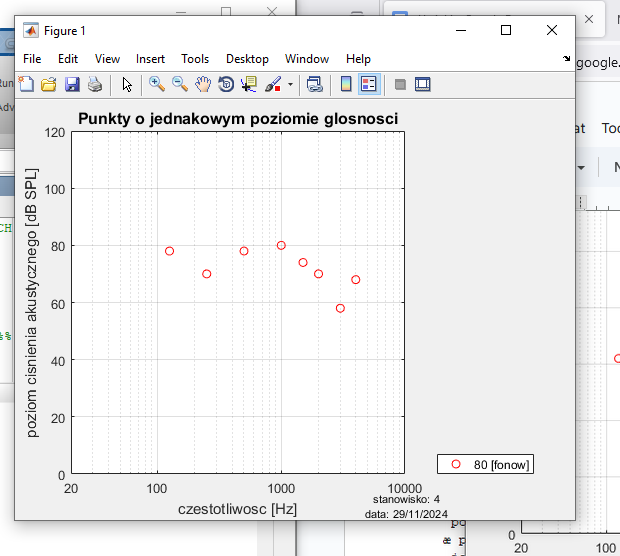 Figure 1
File Edit View Insert Tools Desktop Window Help
Punkty o jednakowym poziomie glosnosci
120
100
80
60
40
20
0
poziom cisnienia akustycznego [dB SPL]
20 100 1000 10000
czestotliwosc [Hz]
80 [fonow]
stanowisko: 4
data: 29/11/2024
google.
at Too
CH
%%
0
20 100